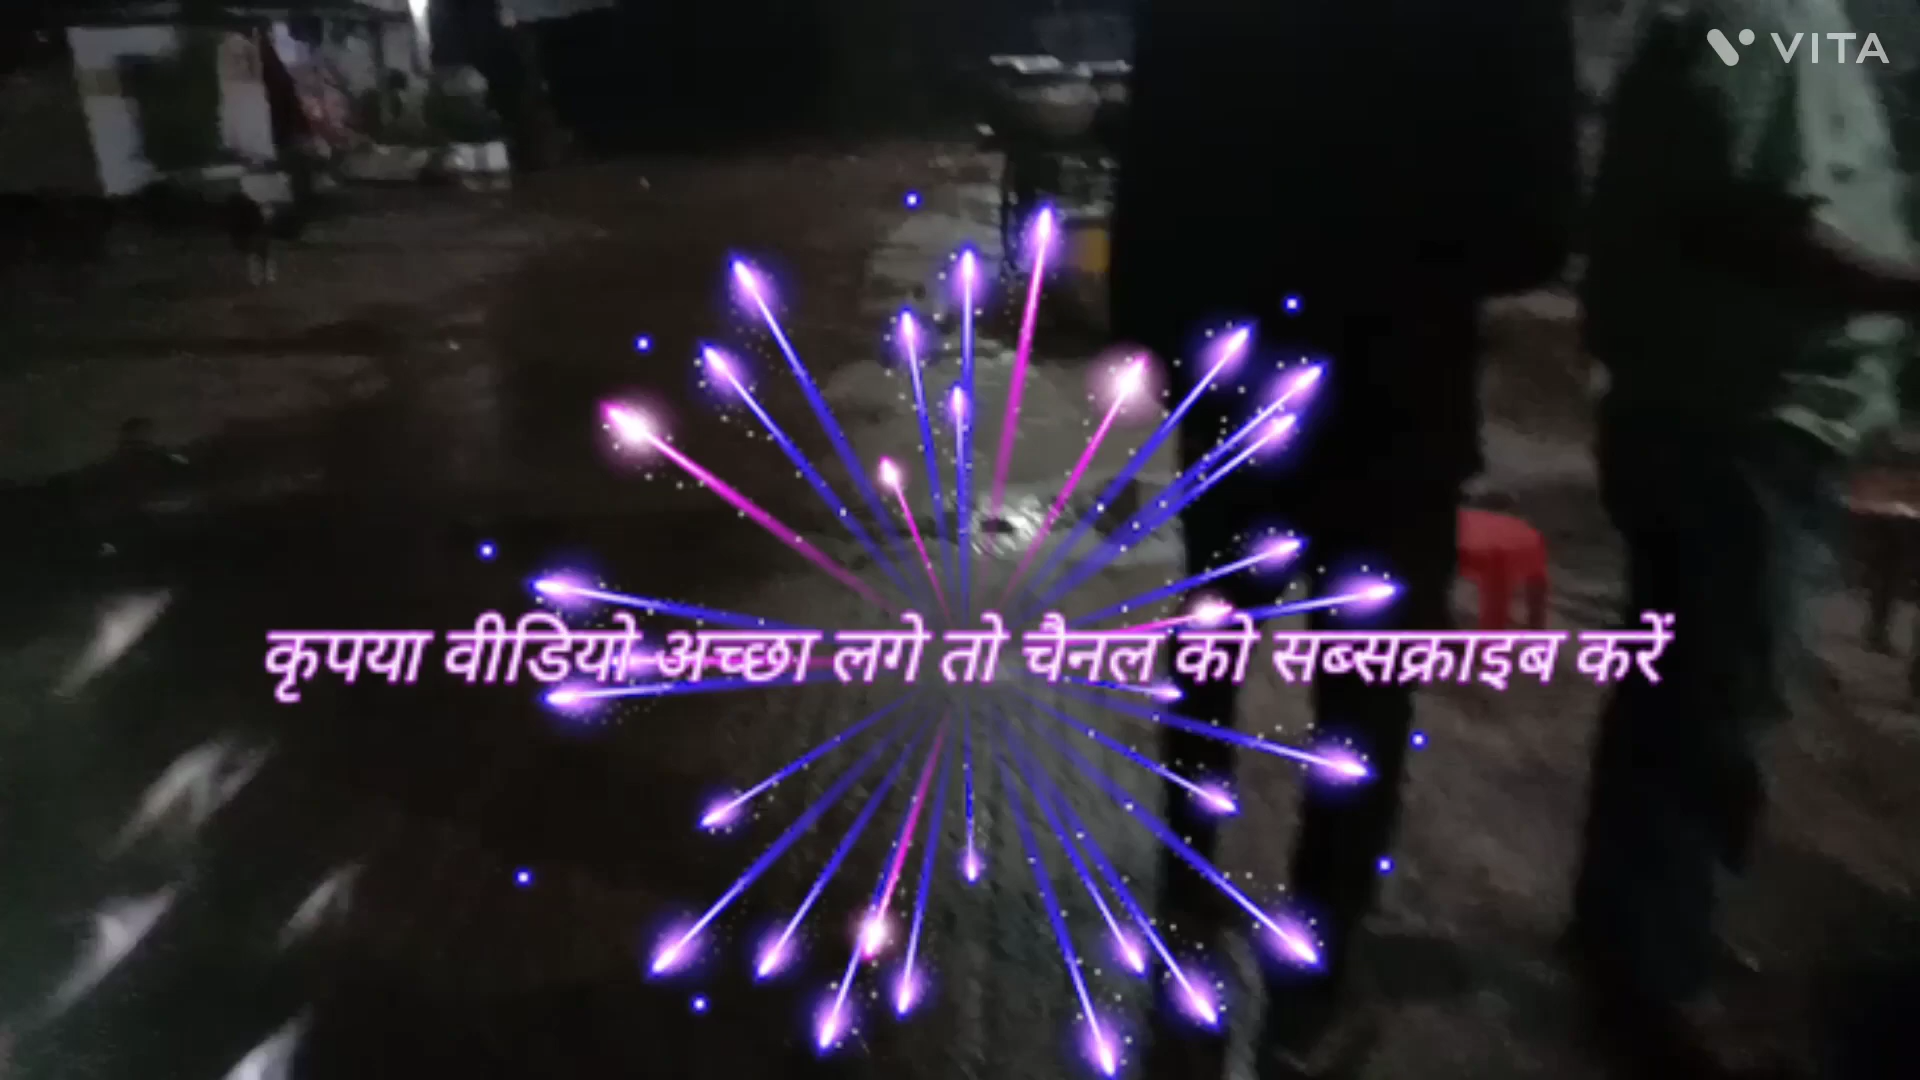 VITA
कृपया वीडियो अच्छा लगे तो चैनल को सब्सक्राइब करें